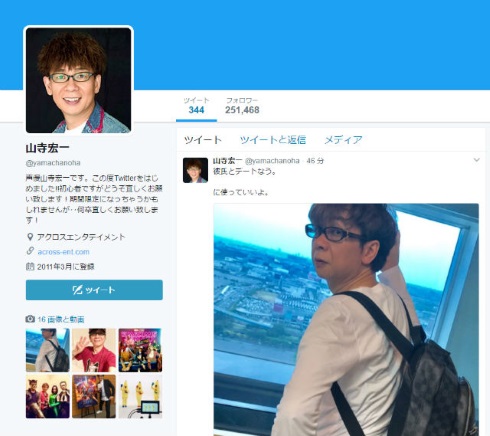 ツイート フォロワー
344 251,468
山寺宏一
@yamachanoha
声優山寺宏一です。この度Twitterをはじ
めました!!初心者ですがどうぞ宜しくお願
い致します！期間限定になっちゃうかも
しれませんが…何卒宜しくお願い致しま
す！
アクロスエンタテイメント
across-ent.com
2011年3月に登録
ツイート
16 画像と動画
ツイート ツイートと返信 メディア
山寺宏一 @yamachanoha · 46 分
彼氏とデートなう。
に使っていいよ。